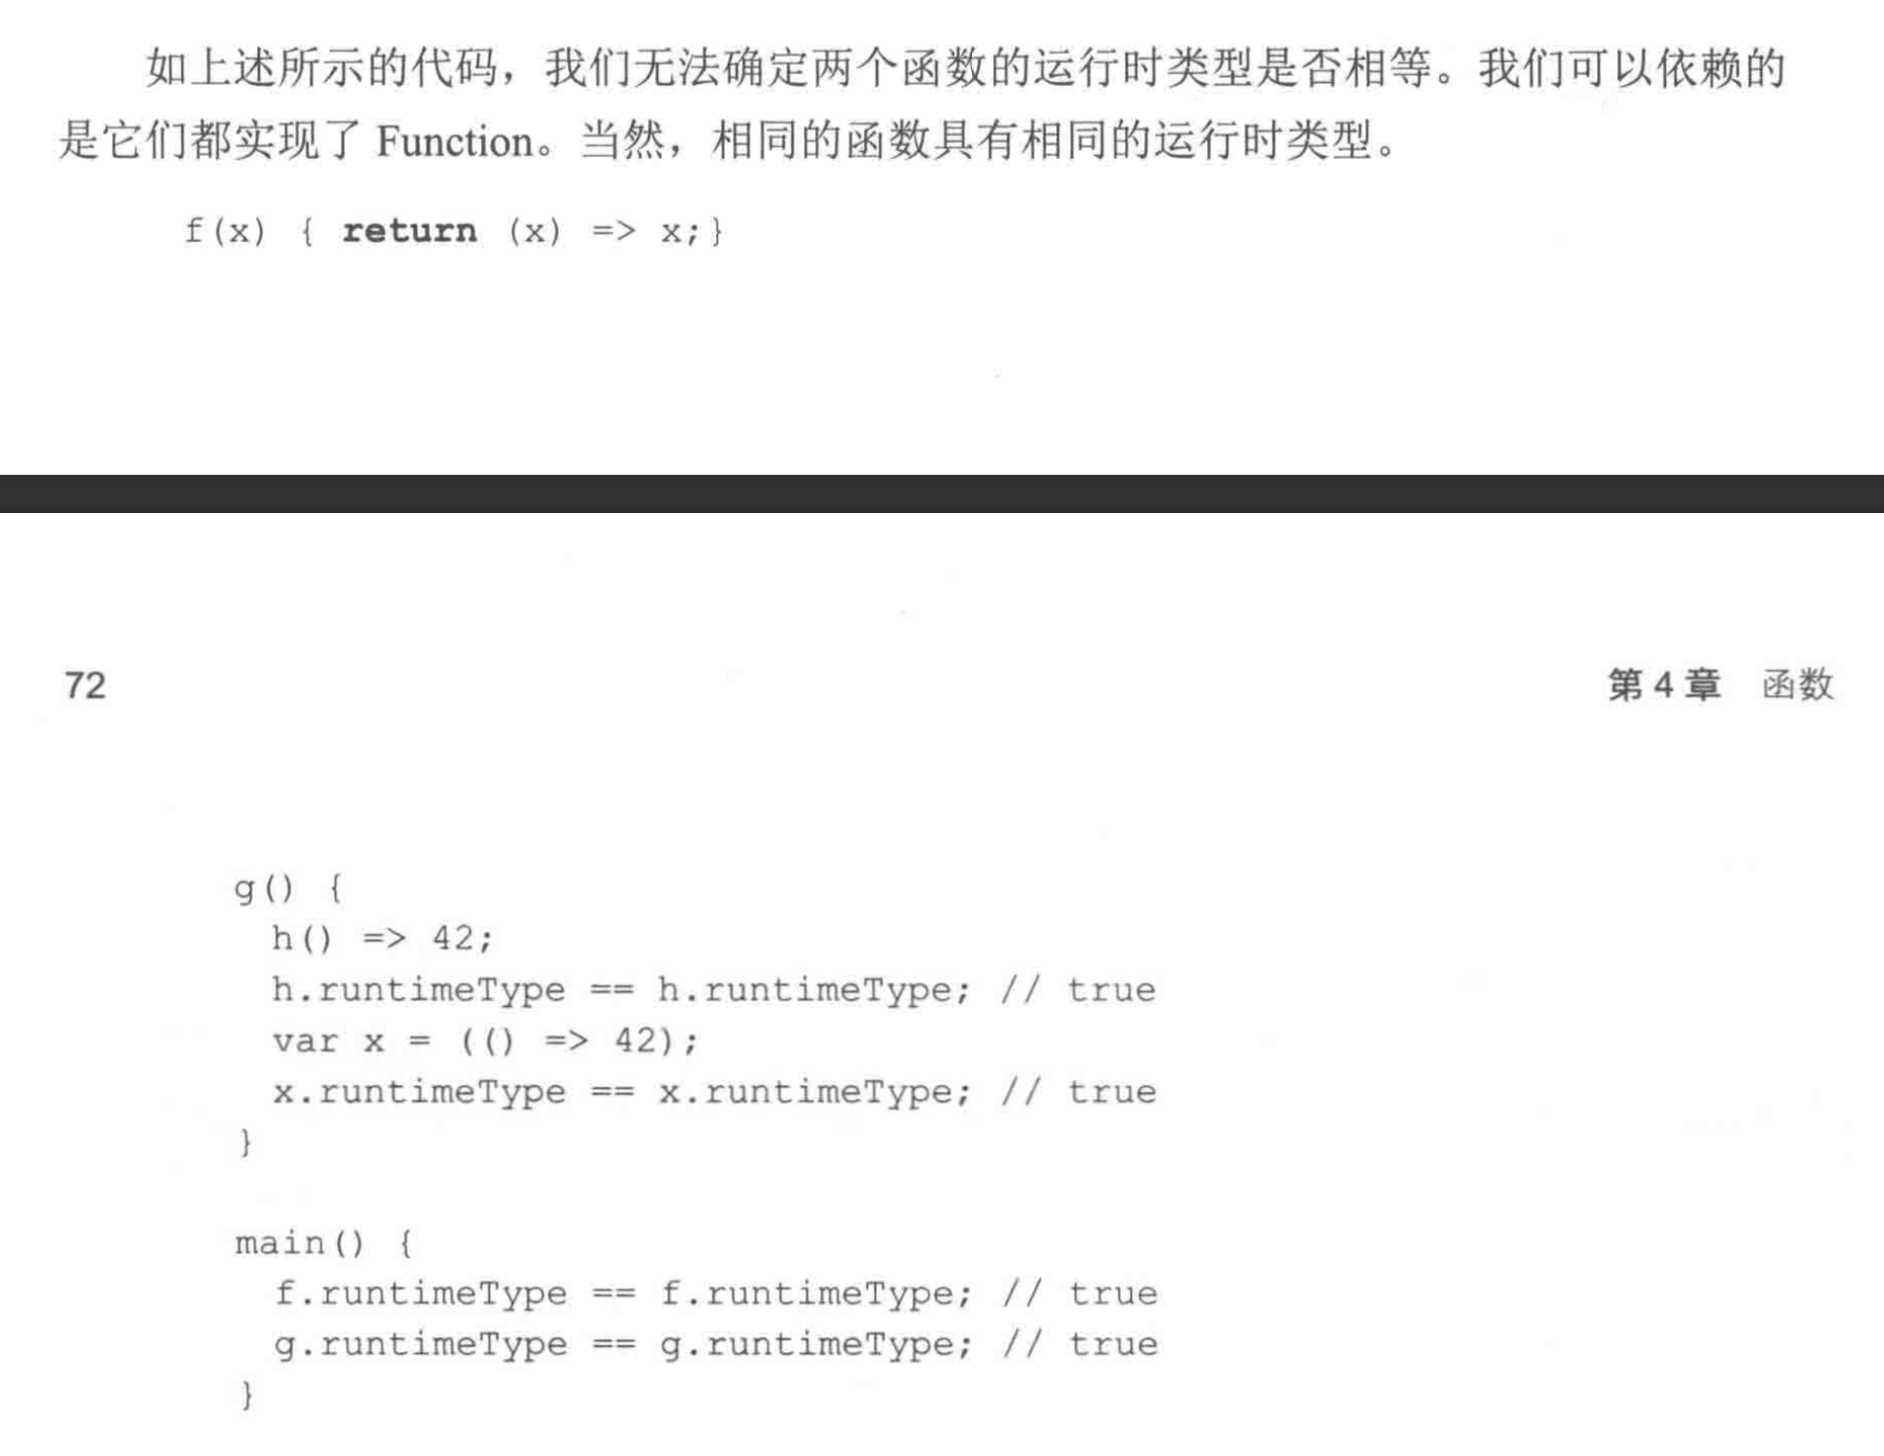 如上述所示的代码，我们无法确定两个函数的运行时类型是否相等。我们可以依赖的
是它们都实现了 Function。当然，相同的函数具有相同的运行时类型。
f(x) { return (x) => x;}
72
第 4 章 函数
g() {
h() => 42;
h.runtimeType == h.runtimeType; // true
var x = (() => 42);
x.runtimeType == x.runtimeType; // true
}
main() {
f.runtimeType == f.runtimeType; // true
g.runtimeType == g.runtimeType; // true
}